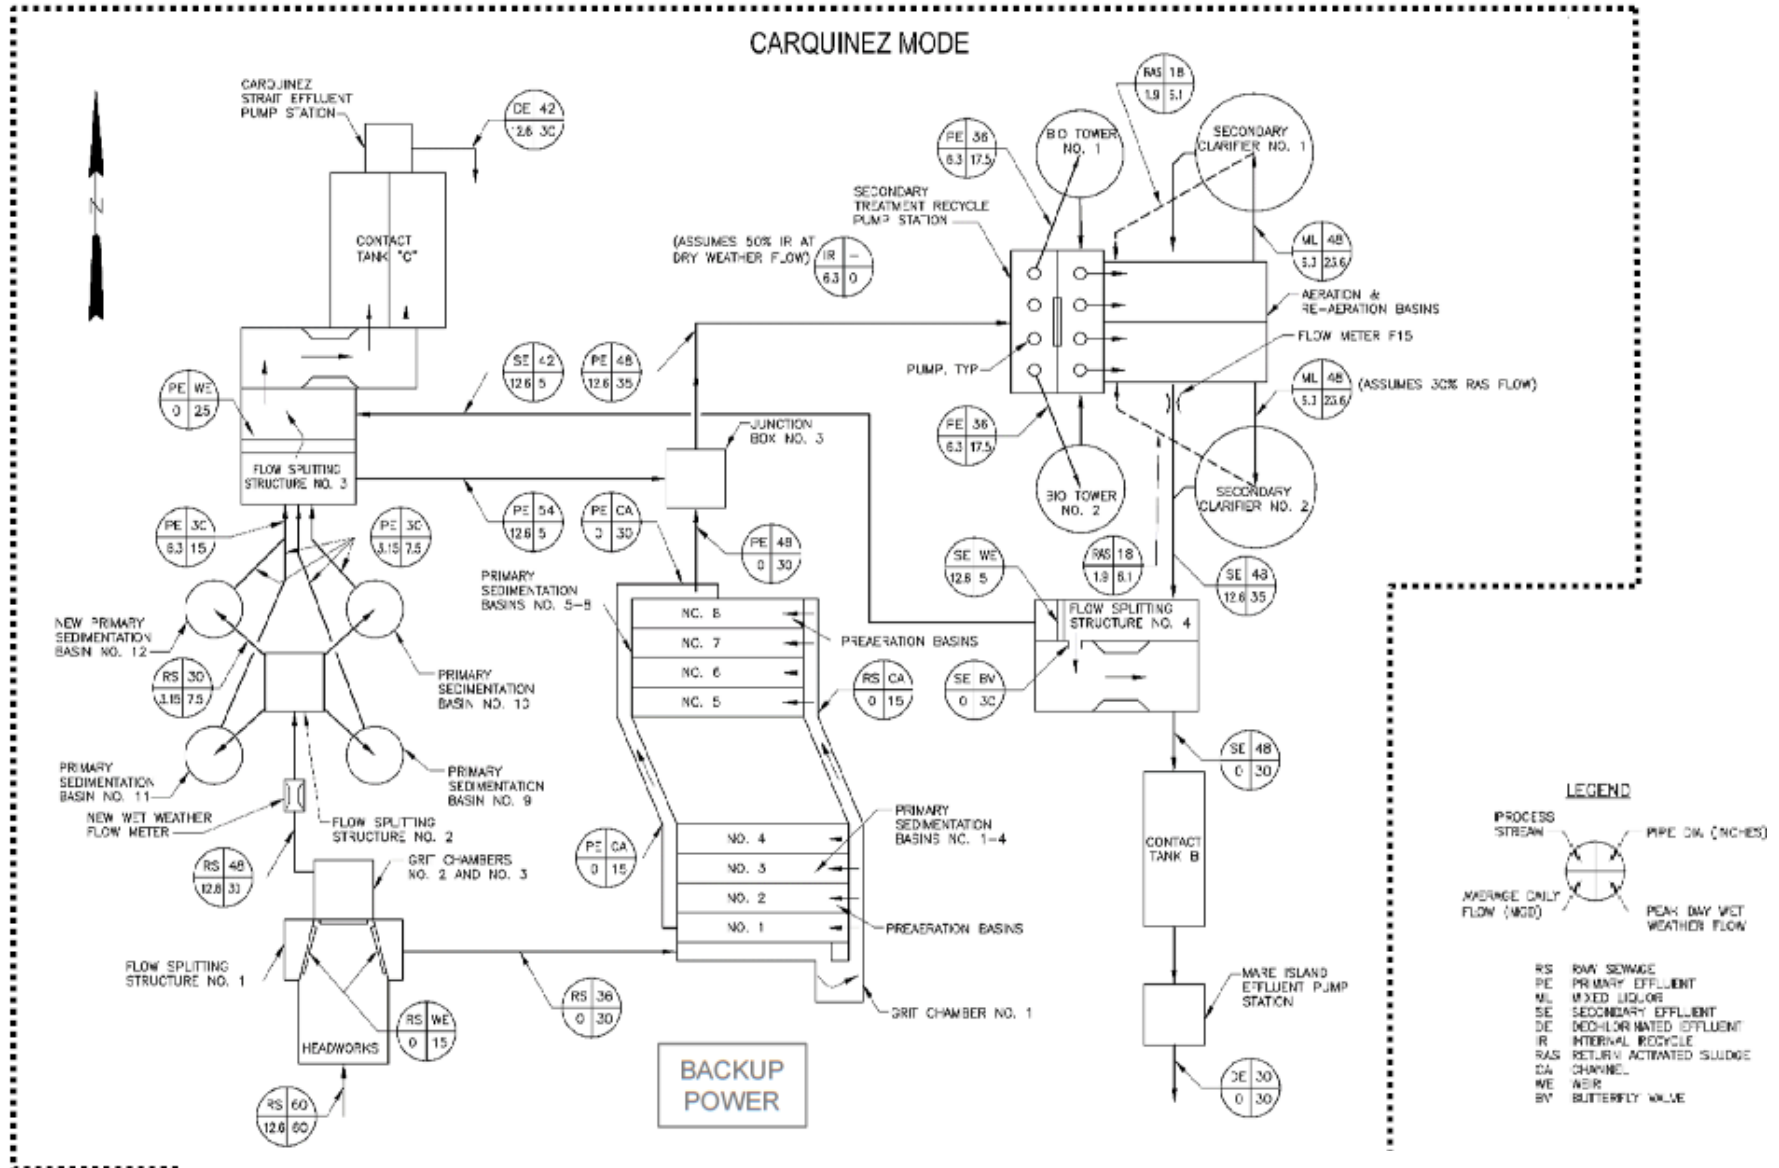 CARQUINEZ MODE
N
CARQUINEZ
STRAIT EFFLUENT
PUMP STATION
DE 42
12.6 30
CONTACT
TANK "C"
PE WE
0 25
FLOW SPLITTING
STRUCTURE NO. 3
SE 42
12.6 5
PE 48
12.6 35
(ASSUMES 50% IR AT
DRY WEATHER FLOW)
IR –
6.3 0
SECONDARY
TREATMENT RECYCLE
PUMP STATION
PE 36
6.3 17.5
BIO TOWER
NO. 1
RAS 18
1.9 6.1
SECONDARY
CLARIFIER NO. 1
ML 48
23.6
AERATION &
RE-AERATION BASINS
FLOW METER F15
PUMP, TYP
ML 48
23.6
(ASSUMES 30% RAS FLOW)
PE 36
6.3 17.5
BIO TOWER
NO. 2
SECONDARY
CLARIFIER NO. 2
JUNCTION
BOX NO. 3
PE 54
12.6 5
PE CA
0 30
PE 48
0 30
PE 30
6.3 15
PE 30
3.15 7.5
NEW PRIMARY
SEDIMENTATION
BASIN NO. 12
RS 30
3.15 7.5
PRIMARY
SEDIMENTATION
BASIN NO. 10
PRIMARY
SEDIMENTATION
BASIN NO. 11
PRIMARY
SEDIMENTATION
BASIN NO. 9
NEW WET WEATHER
FLOW METER
FLOW SPLITTING
STRUCTURE NO. 2
RS 48
12.6 30
GRIT CHAMBERS
NO. 2 AND NO. 3
FLOW SPLITTING
STRUCTURE NO. 1
HEADWORKS
RS WE
0 15
RS 60
12.6 60
RS 36
0 30
PRIMARY
SEDIMENTATION
BASINS NO. 5-8
NO. 8
NO. 7
NO. 6
NO. 5
PREAERATION BASINS
RS CA
0 15
PE CA
0 15
NO. 4
NO. 3
NO. 2
NO. 1
PRIMARY
SEDIMENTATION
BASINS NO. 1-4
PREAERATION BASINS
GRIT CHAMBER NO. 1
BACKUP
POWER
SE WE
12.6 5
RAS 18
1.9 6.1
SE 48
12.6 35
FLOW SPLITTING
STRUCTURE NO. 4
SE BV
0 30
SE 48
0 30
CONTACT
TANK B
MARE ISLAND
EFFLUENT PUMP
STATION
DE 30
0 30
LEGEND
PROCESS
STREAM
PIPE DIA (INCHES)
AVERAGE DAILY
FLOW (MGD)
PEAK DAY WET
WEATHER FLOW
RS RAW SEWAGE
PE PRIMARY EFFLUENT
ML MIXED LIQUOR
SE SECONDARY EFFLUENT
DE DECHLORINATED EFFLUENT
IR INTERNAL RECYCLE
RAS RETURN ACTIVATED SLUDGE
CA CHANNEL
WE WEIR
BV BUTTERFLY VALVE